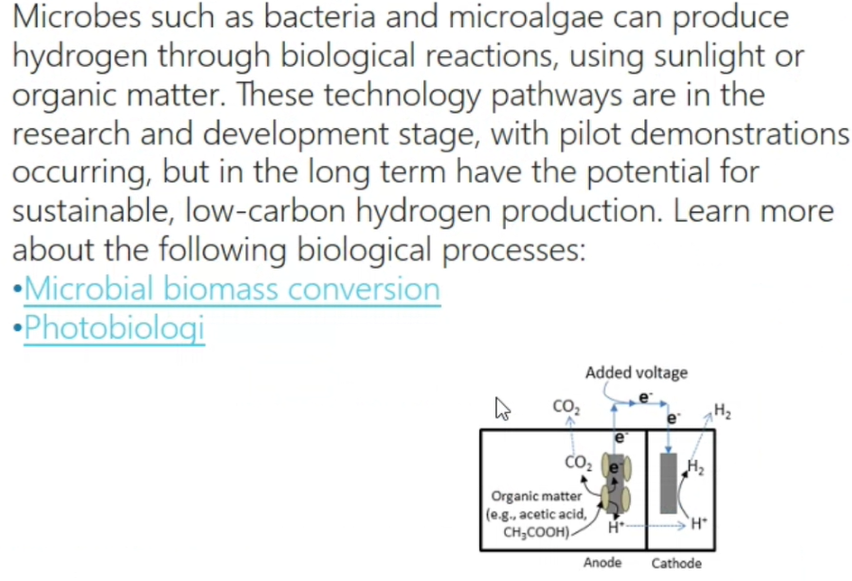 Microbes such as bacteria and microalgae can produce
hydrogen through biological reactions, using sunlight or
organic matter. These technology pathways are in the
research and development stage, with pilot demonstrations
occurring, but in the long term have the potential for
sustainable, low-carbon hydrogen production. Learn more
about the following biological processes:
•Microbial biomass conversion
•Photobiologi
Added voltage
CO₂
e⁻
e⁻
H₂
e⁻
CO₂
e⁻
H₂
Organic matter
(e.g., acetic acid,
CH₃COOH)
H⁺
H⁺
Anode
Cathode